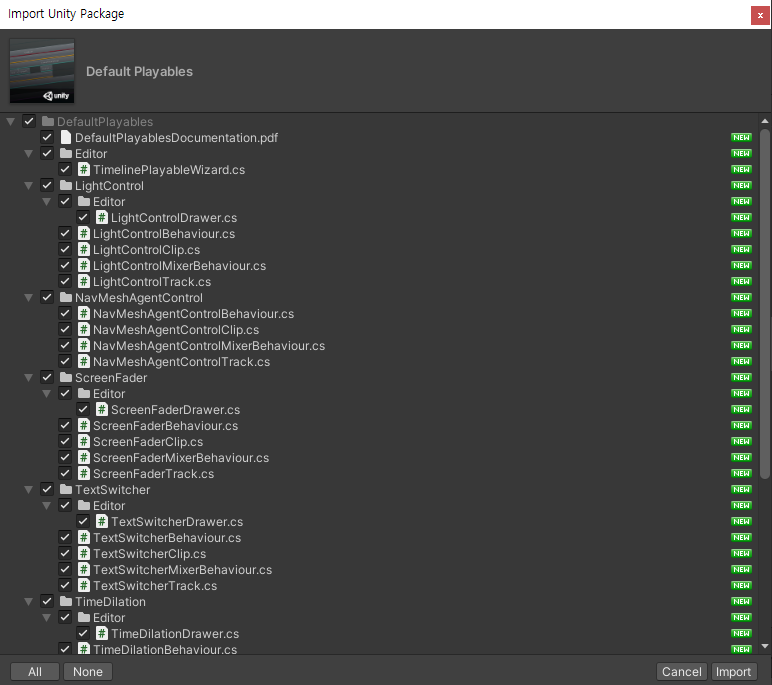 Import Unity Package
x
unity
Default Playables
DefaultPlayables
DefaultPlayablesDocumentation.pdf NEW
Editor NEW
# TimelinePlayableWizard.cs NEW
LightControl NEW
Editor NEW
# LightControlDrawer.cs NEW
# LightControlBehaviour.cs NEW
# LightControlClip.cs NEW
# LightControlMixerBehaviour.cs NEW
# LightControlTrack.cs NEW
NavMeshAgentControl NEW
# NavMeshAgentControlBehaviour.cs NEW
# NavMeshAgentControlClip.cs NEW
# NavMeshAgentControlMixerBehaviour.cs NEW
# NavMeshAgentControlTrack.cs NEW
ScreenFader NEW
Editor NEW
# ScreenFaderDrawer.cs NEW
# ScreenFaderBehaviour.cs NEW
# ScreenFaderClip.cs NEW
# ScreenFaderMixerBehaviour.cs NEW
# ScreenFaderTrack.cs NEW
TextSwitcher NEW
Editor NEW
# TextSwitcherDrawer.cs NEW
# TextSwitcherBehaviour.cs NEW
# TextSwitcherClip.cs NEW
# TextSwitcherMixerBehaviour.cs NEW
# TextSwitcherTrack.cs NEW
TimeDilation NEW
Editor NEW
# TimeDilationDrawer.cs NEW
# TimeDilationBehaviour.cs NEW
All None Cancel Import